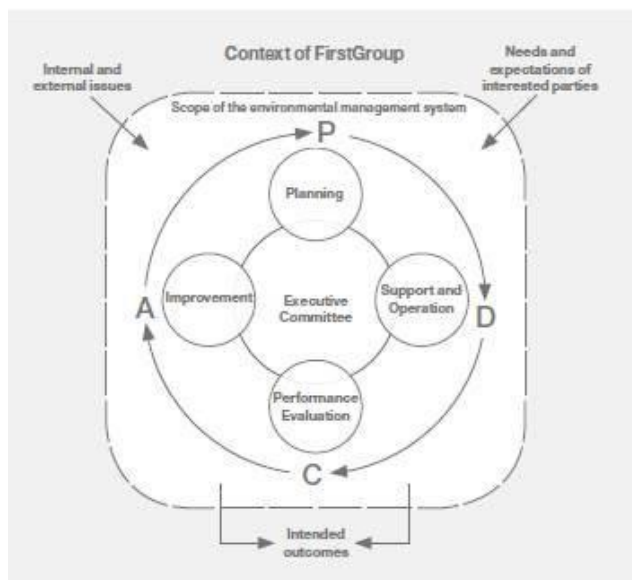 Context of FirstGroup
Internal and
external issues
Needs and
expectations of
interested parties
Scope of the environmental management system
P
Planning
A
Improvement
Executive
Committee
Support and
Operation
D
Performance
Evaluation
C
Intended
outcomes